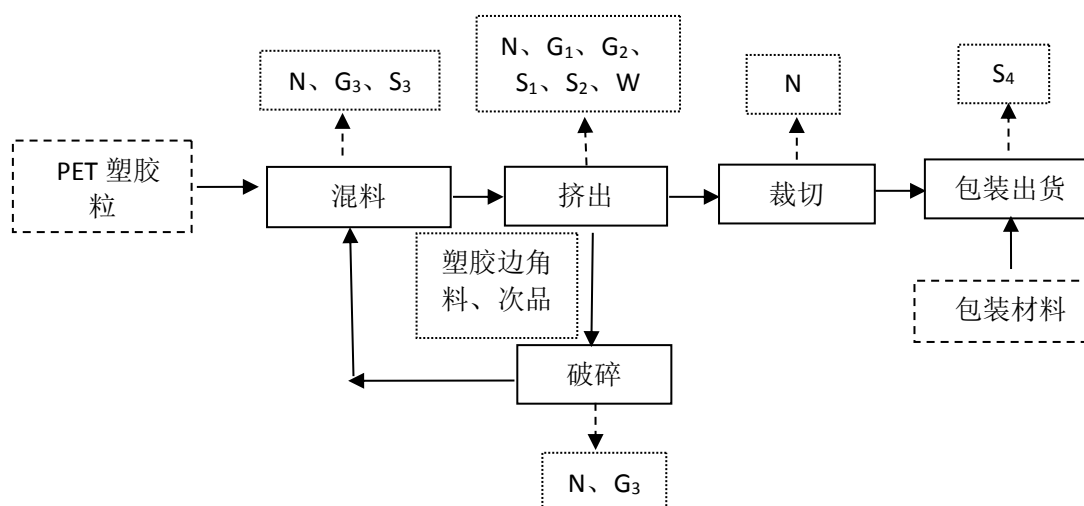 N、G₃、S₃
N、G₁、G₂、
S₁、S₂、W
N
S₄
PET 塑胶
粒
混料
挤出
裁切
包装出货
塑胶边角
料、次品
包装材料
破碎
N、G₃